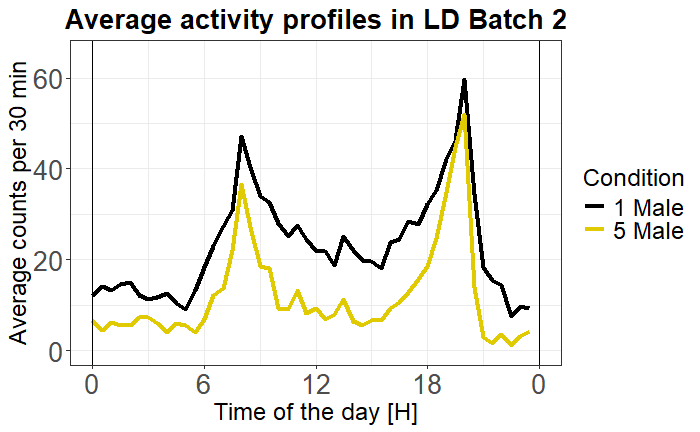 Average activity profiles in LD Batch 2
Average counts per 30 min
60
40
20
0
0 6 12 18 0
Time of the day [H]
Condition
1 Male
5 Male